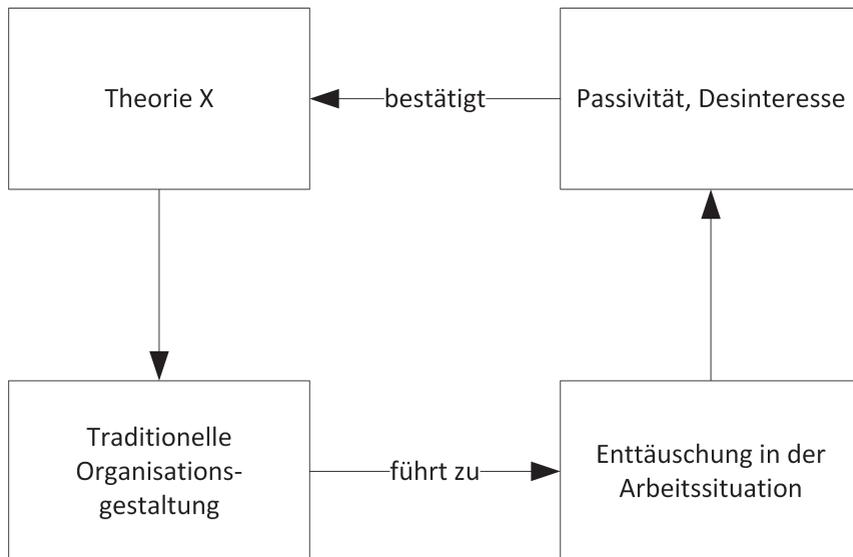 Theorie X
bestätigt
Passivität, Desinteresse
Traditionelle
Organisations-
gestaltung
führt zu
Enttäuschung in der
Arbeitssituation